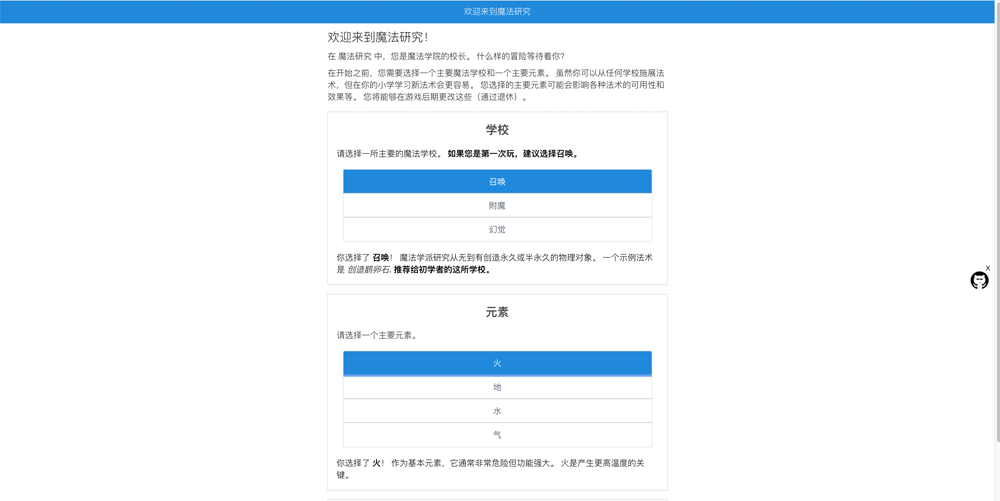 欢迎来到魔法研究
欢迎来到魔法研究！
在 魔法研究 中，您是魔法学院的校长。 什么样的冒险等待着你?
在开始之前，您需要选择一个主要魔法学校和一个主要元素。 虽然你可以从任何学校施展法
术，但在你的小学学习新法术会更容易。 您选择的主要元素可能会影响各种法术的可用性和
效果等。 您将能够在游戏后期更改这些（通过退休）。
学校
请选择一所主要的魔法学校。 如果您是第一次玩，建议选择召唤。
召唤
附魔
幻觉
你选择了 召唤！ 魔法学派研究从无到有创造永久或半永久的物理对象。 一个示例法术
是 创造鹅卵石. 推荐给初学者的这所学校。
X
元素
请选择一个主要元素。
火
地
水
气
你选择了 火！ 作为基本元素，它通常非常危险但功能强大。 火是产生更高温度的关
键。